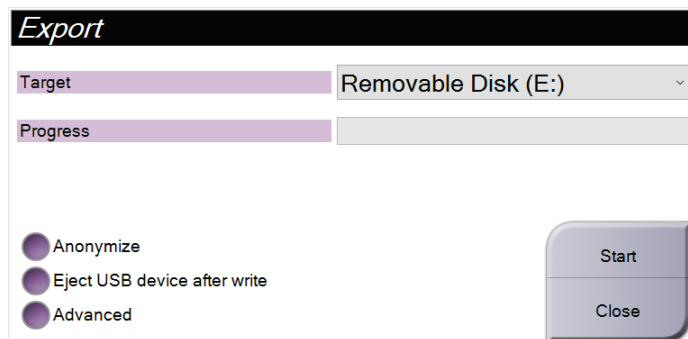 Export
Target
Removable Disk (E:)
Progress
Anonymize
Eject USB device after write
Advanced
Start
Close